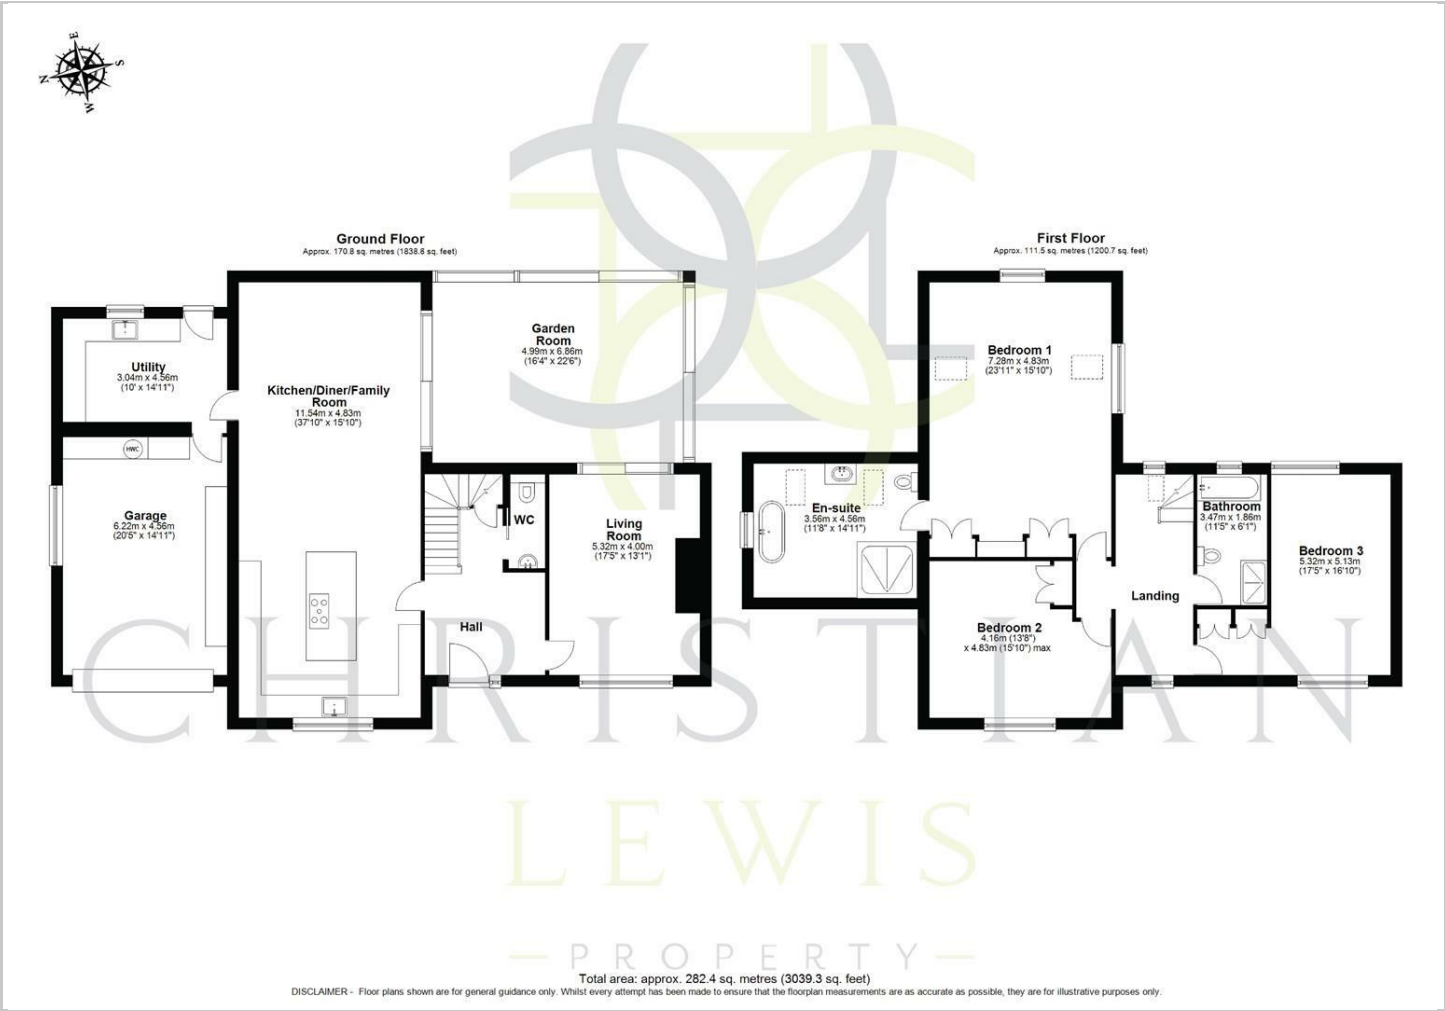 E
S
N
W
Ground Floor
Approx. 170.8 sq. metres (1838.6 sq. feet)
First Floor
Approx. 111.5 sq. metres (1200.7 sq. feet)
Utility
3.04m x 4.56m
(10' x 14'11")
Kitchen/Diner/Family
Room
11.54m x 4.83m
(37'10" x 15'10")
Garden
Room
4.99m x 6.86m
(16'4" x 22'6")
HWC
Garage
6.22m x 4.56m
(20'5" x 14'11")
WC
Living
Room
5.32m x 4.00m
(17'5" x 13'1")
Hall
Bedroom 1
7.28m x 4.83m
(23'11" x 15'10")
En-suite
3.56m x 4.56m
(11'8" x 14'11")
Bathroom
3.47m x 1.86m
(11'5" x 6'1")
Bedroom 3
5.32m x 5.13m
(17'5" x 16'10")
Landing
Bedroom 2
4.16m (13'8")
x 4.83m (15'10") max
CHRISTIAN
LEWIS
PROPERTY
Total area: approx. 282.4 sq. metres (3039.3 sq. feet)
DISCLAIMER - Floor plans shown are for general guidance only. Whilst every attempt has been made to ensure that the floorplan measurements are as accurate as possible, they are for illustrative purposes only.